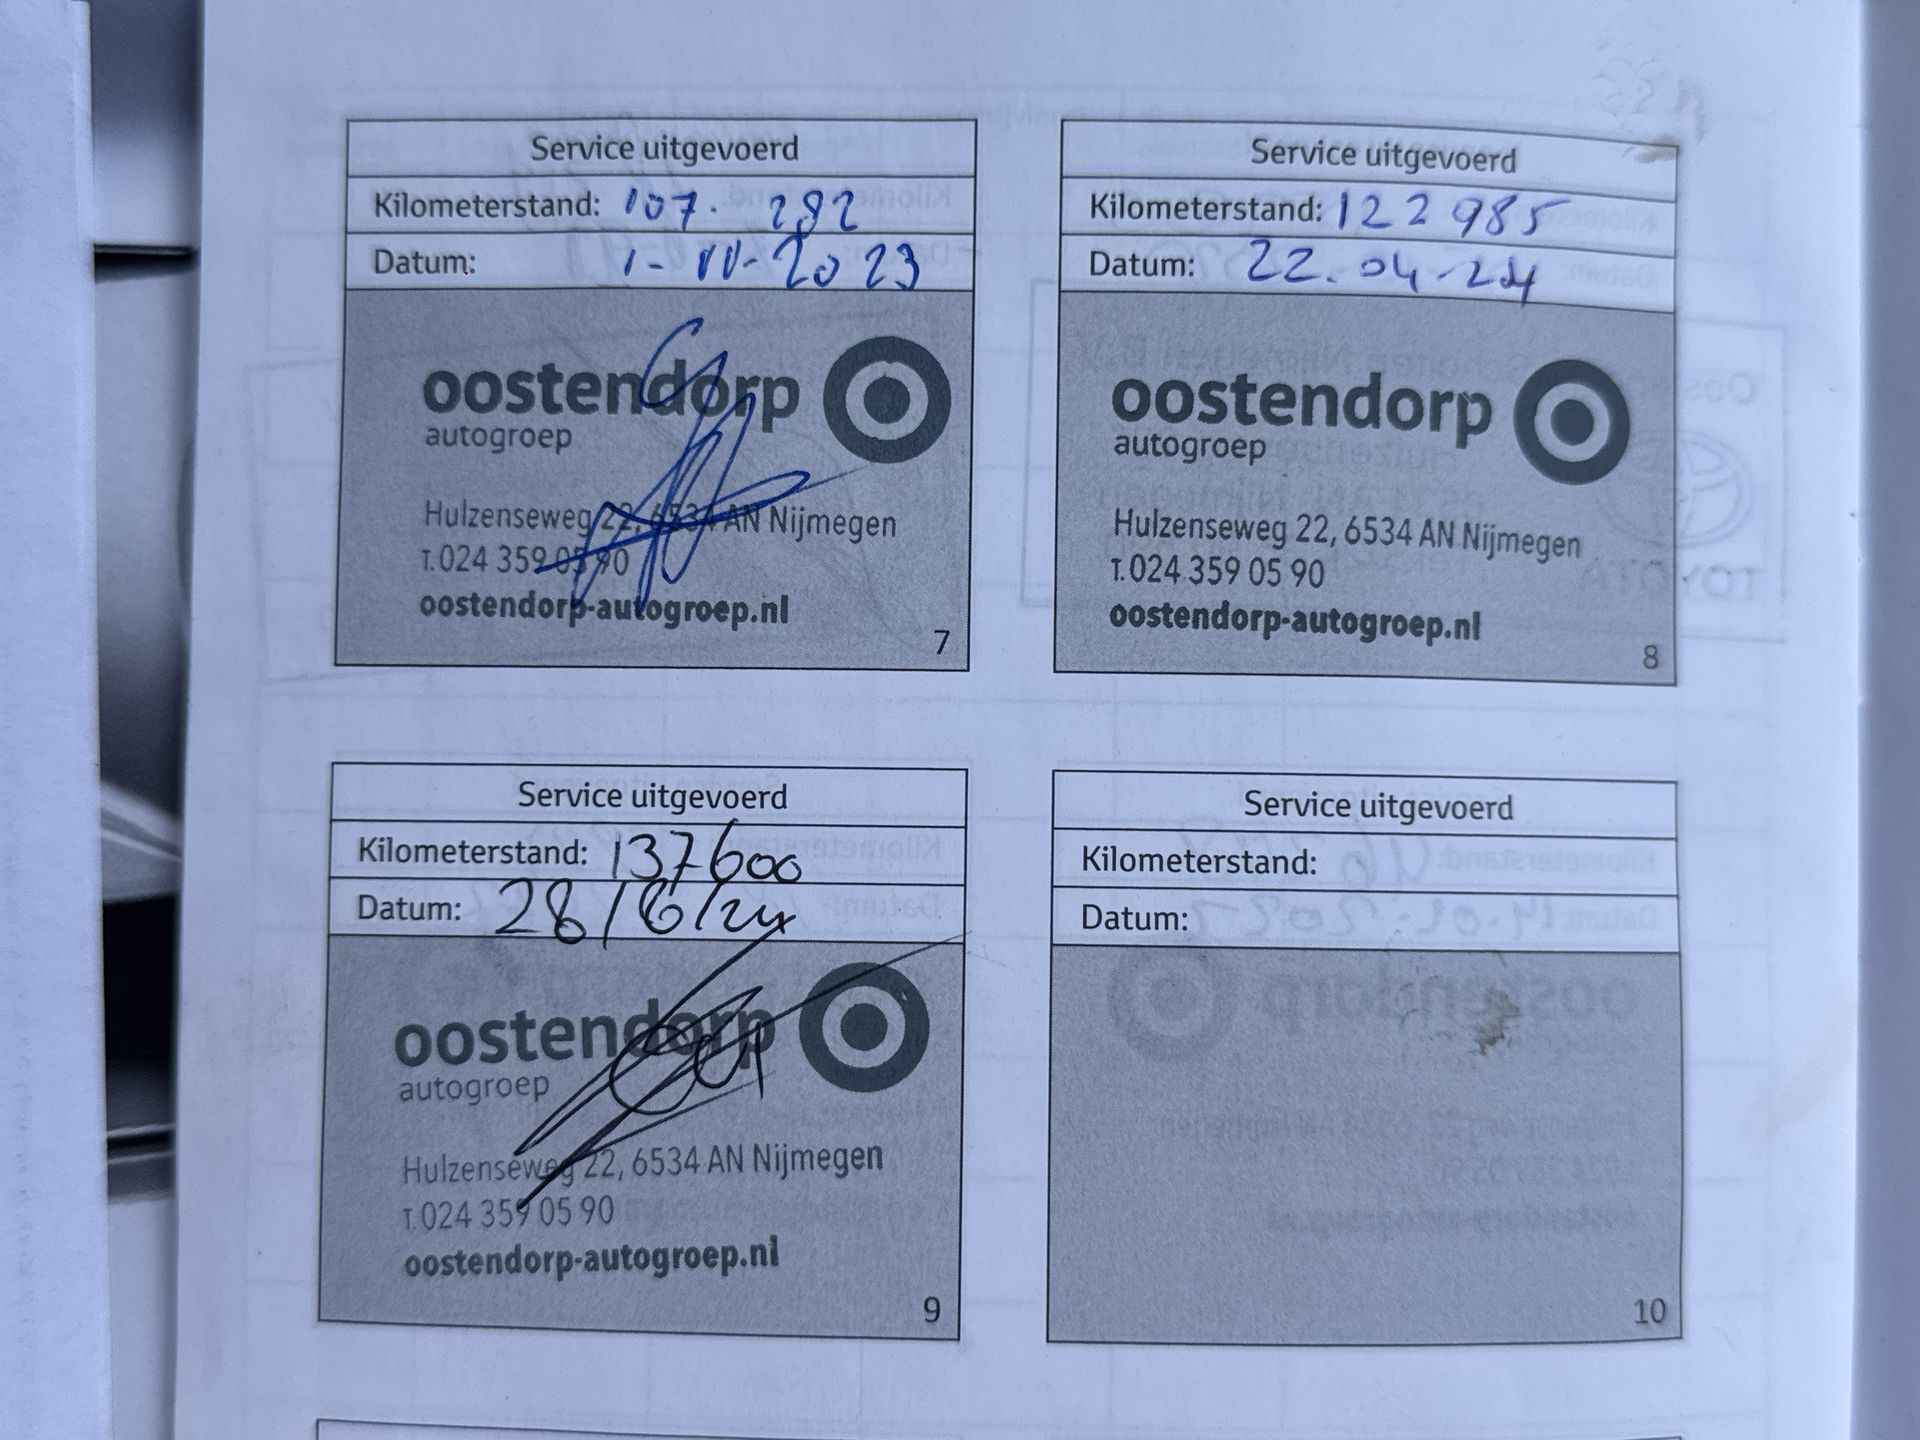 Service uitgevoerd
Kilometerstand: 107. 282
Datum: 1-11-2023
oostendorp
autogroep
Hulzenseweg 22, 6534 AN Nijmegen
T.024 359 05 90
oostendorp-autogroep.nl
7
Service uitgevoerd
Kilometerstand: 122985
Datum: 22.04-24
oostendorp
autogroep
Hulzenseweg 22, 6534 AN Nijmegen
T.024 359 05 90
oostendorp-autogroep.nl
8
Service uitgevoerd
Kilometerstand: 137600
Datum: 28/8/24
oostendorp
autogroep
Hulzenseweg 22, 6534 AN Nijmegen
T.024 359 05 90
oostendorp-autogroep.nl
9
Service uitgevoerd
Kilometerstand:
Datum:
10